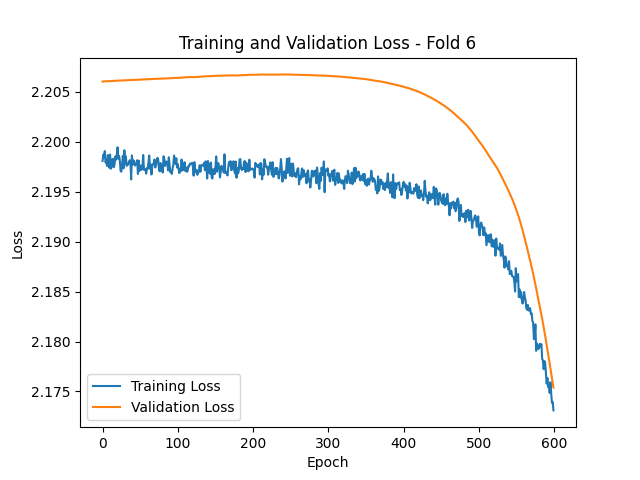 Training and Validation Loss - Fold 6
Loss
2.205
2.200
2.195
2.190
2.185
2.180
2.175
Training Loss
Validation Loss
0 100 200 300 400 500 600
Epoch